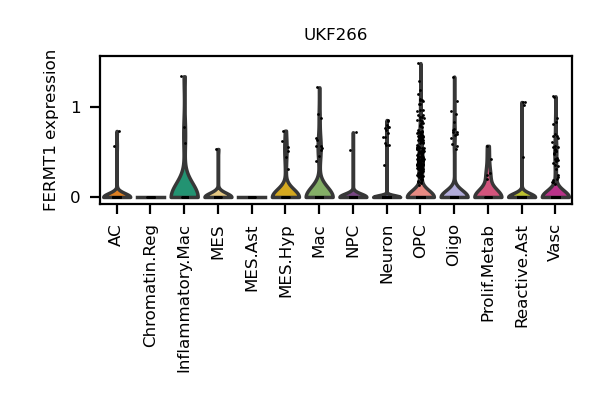 UKF266
FERMT1 expression
1
0
AC
Chromatin.Reg
Inflammatory.Mac
MES
MES.Ast
MES.Hyp
Mac
NPC
Neuron
OPC
Oligo
Prolif.Metab
Reactive.Ast
Vasc